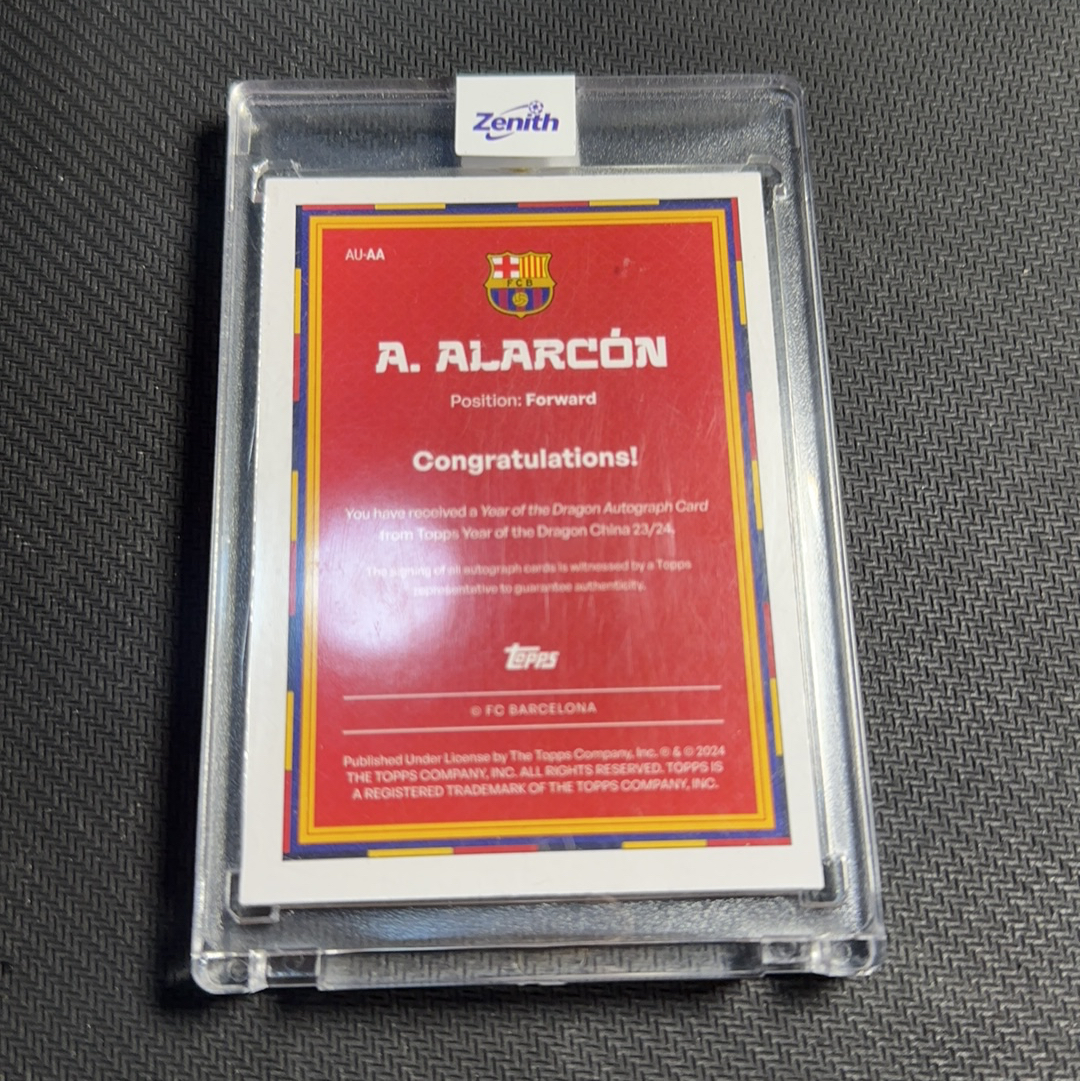 Zenith
AU-AA
FCB
A. ALARCÓN
Position: Forward
Congratulations!
You have received a Year of the Dragon Autograph Card
from Topps Year of the Dragon China 23/24.
The signing of all autograph cards is witnessed by a Topps
representative to guarantee authenticity.
topps
© FC BARCELONA
Published Under License by The Topps Company, Inc. ® & © 2024
THE TOPPS COMPANY, INC. ALL RIGHTS RESERVED. TOPPS IS
A REGISTERED TRADEMARK OF THE TOPPS COMPANY, INC.